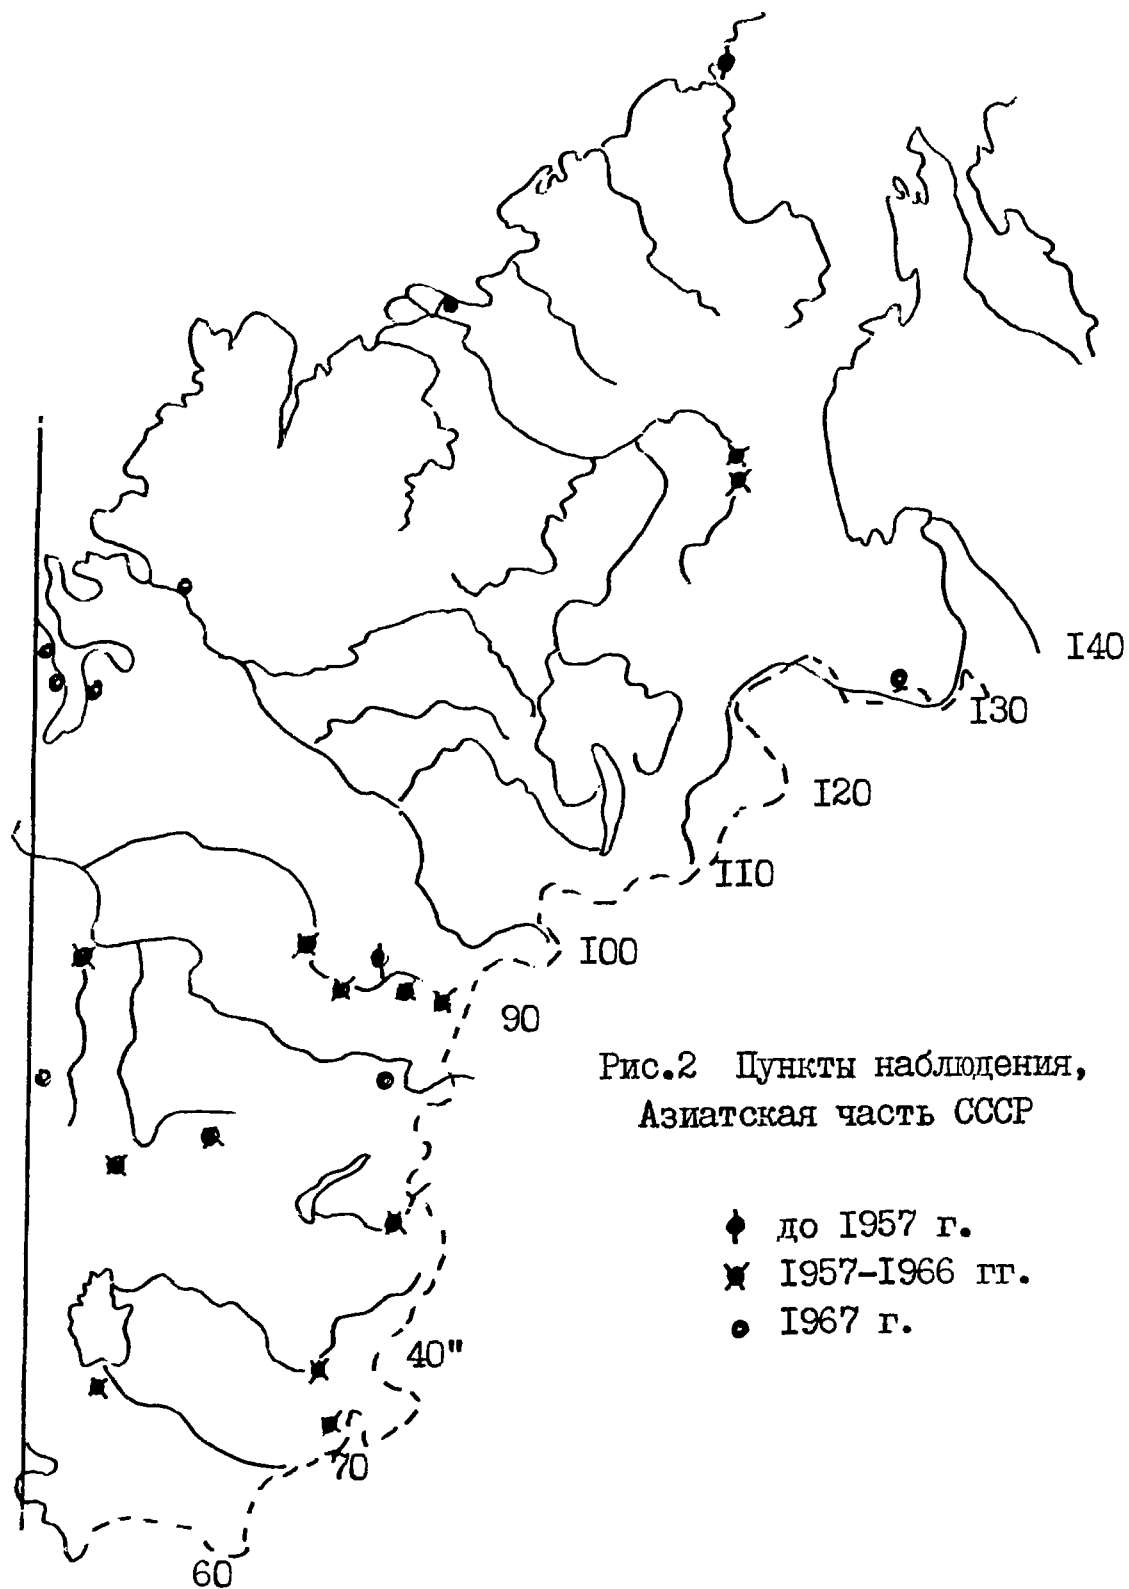 I40
I30
I20
II0
I00
90
Рис.2 Пункты наблюдения,
Азиатская часть СССР
до I957 г.
I957-I966 гг.
I967 г.
40"
70
60